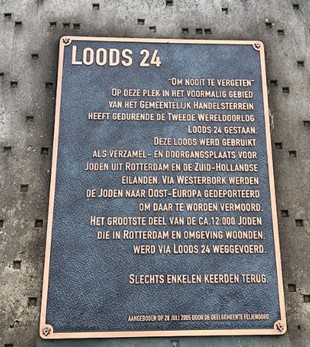 LOODS 24
"OM NOOIT TE VERGETEN"
OP DEZE PLEK IN HET VOORMALIG GEBIED
VAN HET GEMEENTELIJK HANDELSTERREIN
HEEFT GEDURENDE DE TWEEDE WERELDOORLOG
LOODS 24 GESTAAN.
DEZE LOODS WERD GEBRUIKT
ALS VERZAMEL- EN DOORGANGSPLAATS VOOR
JODEN UIT ROTTERDAM EN DE ZUID-HOLLANDSE
EILANDEN. VIA WESTERBORK WERDEN
DE JODEN NAAR OOST-EUROPA GEDEPORTEERD
OM DAAR TE WORDEN VERMOORD.
HET GROOTSTE DEEL VAN DE CA. 12.000 JODEN
DIE IN ROTTERDAM EN OMGEVING WOONDEN,
WERD VIA LOODS 24 WEGGEVOERD.
SLECHTS ENKELEN KEERDEN TERUG.
AANGEBODEN OP 28 JULI 2005 DOOR DE DEELGEMEENTE FEIJENOORD.